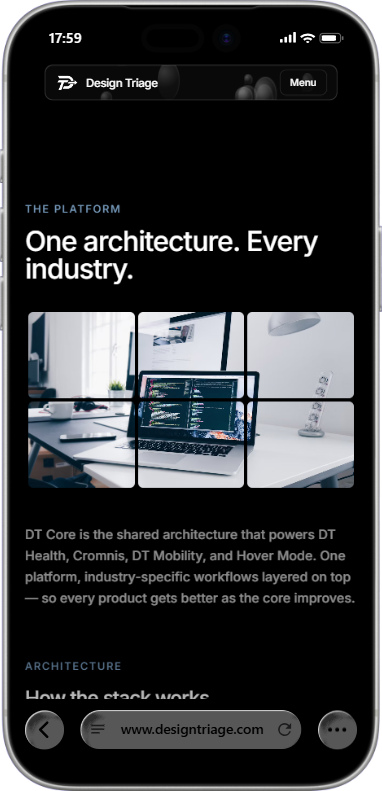 17:59
Design Triage
Menu
THE PLATFORM
One architecture. Every
industry.
DT Core is the shared architecture that powers DT
Health, Cromnis, DT Mobility, and Hover Mode. One
platform, industry-specific workflows layered on top
— so every product gets better as the core improves.
ARCHITECTURE
How the stack works
www.designtriage.com